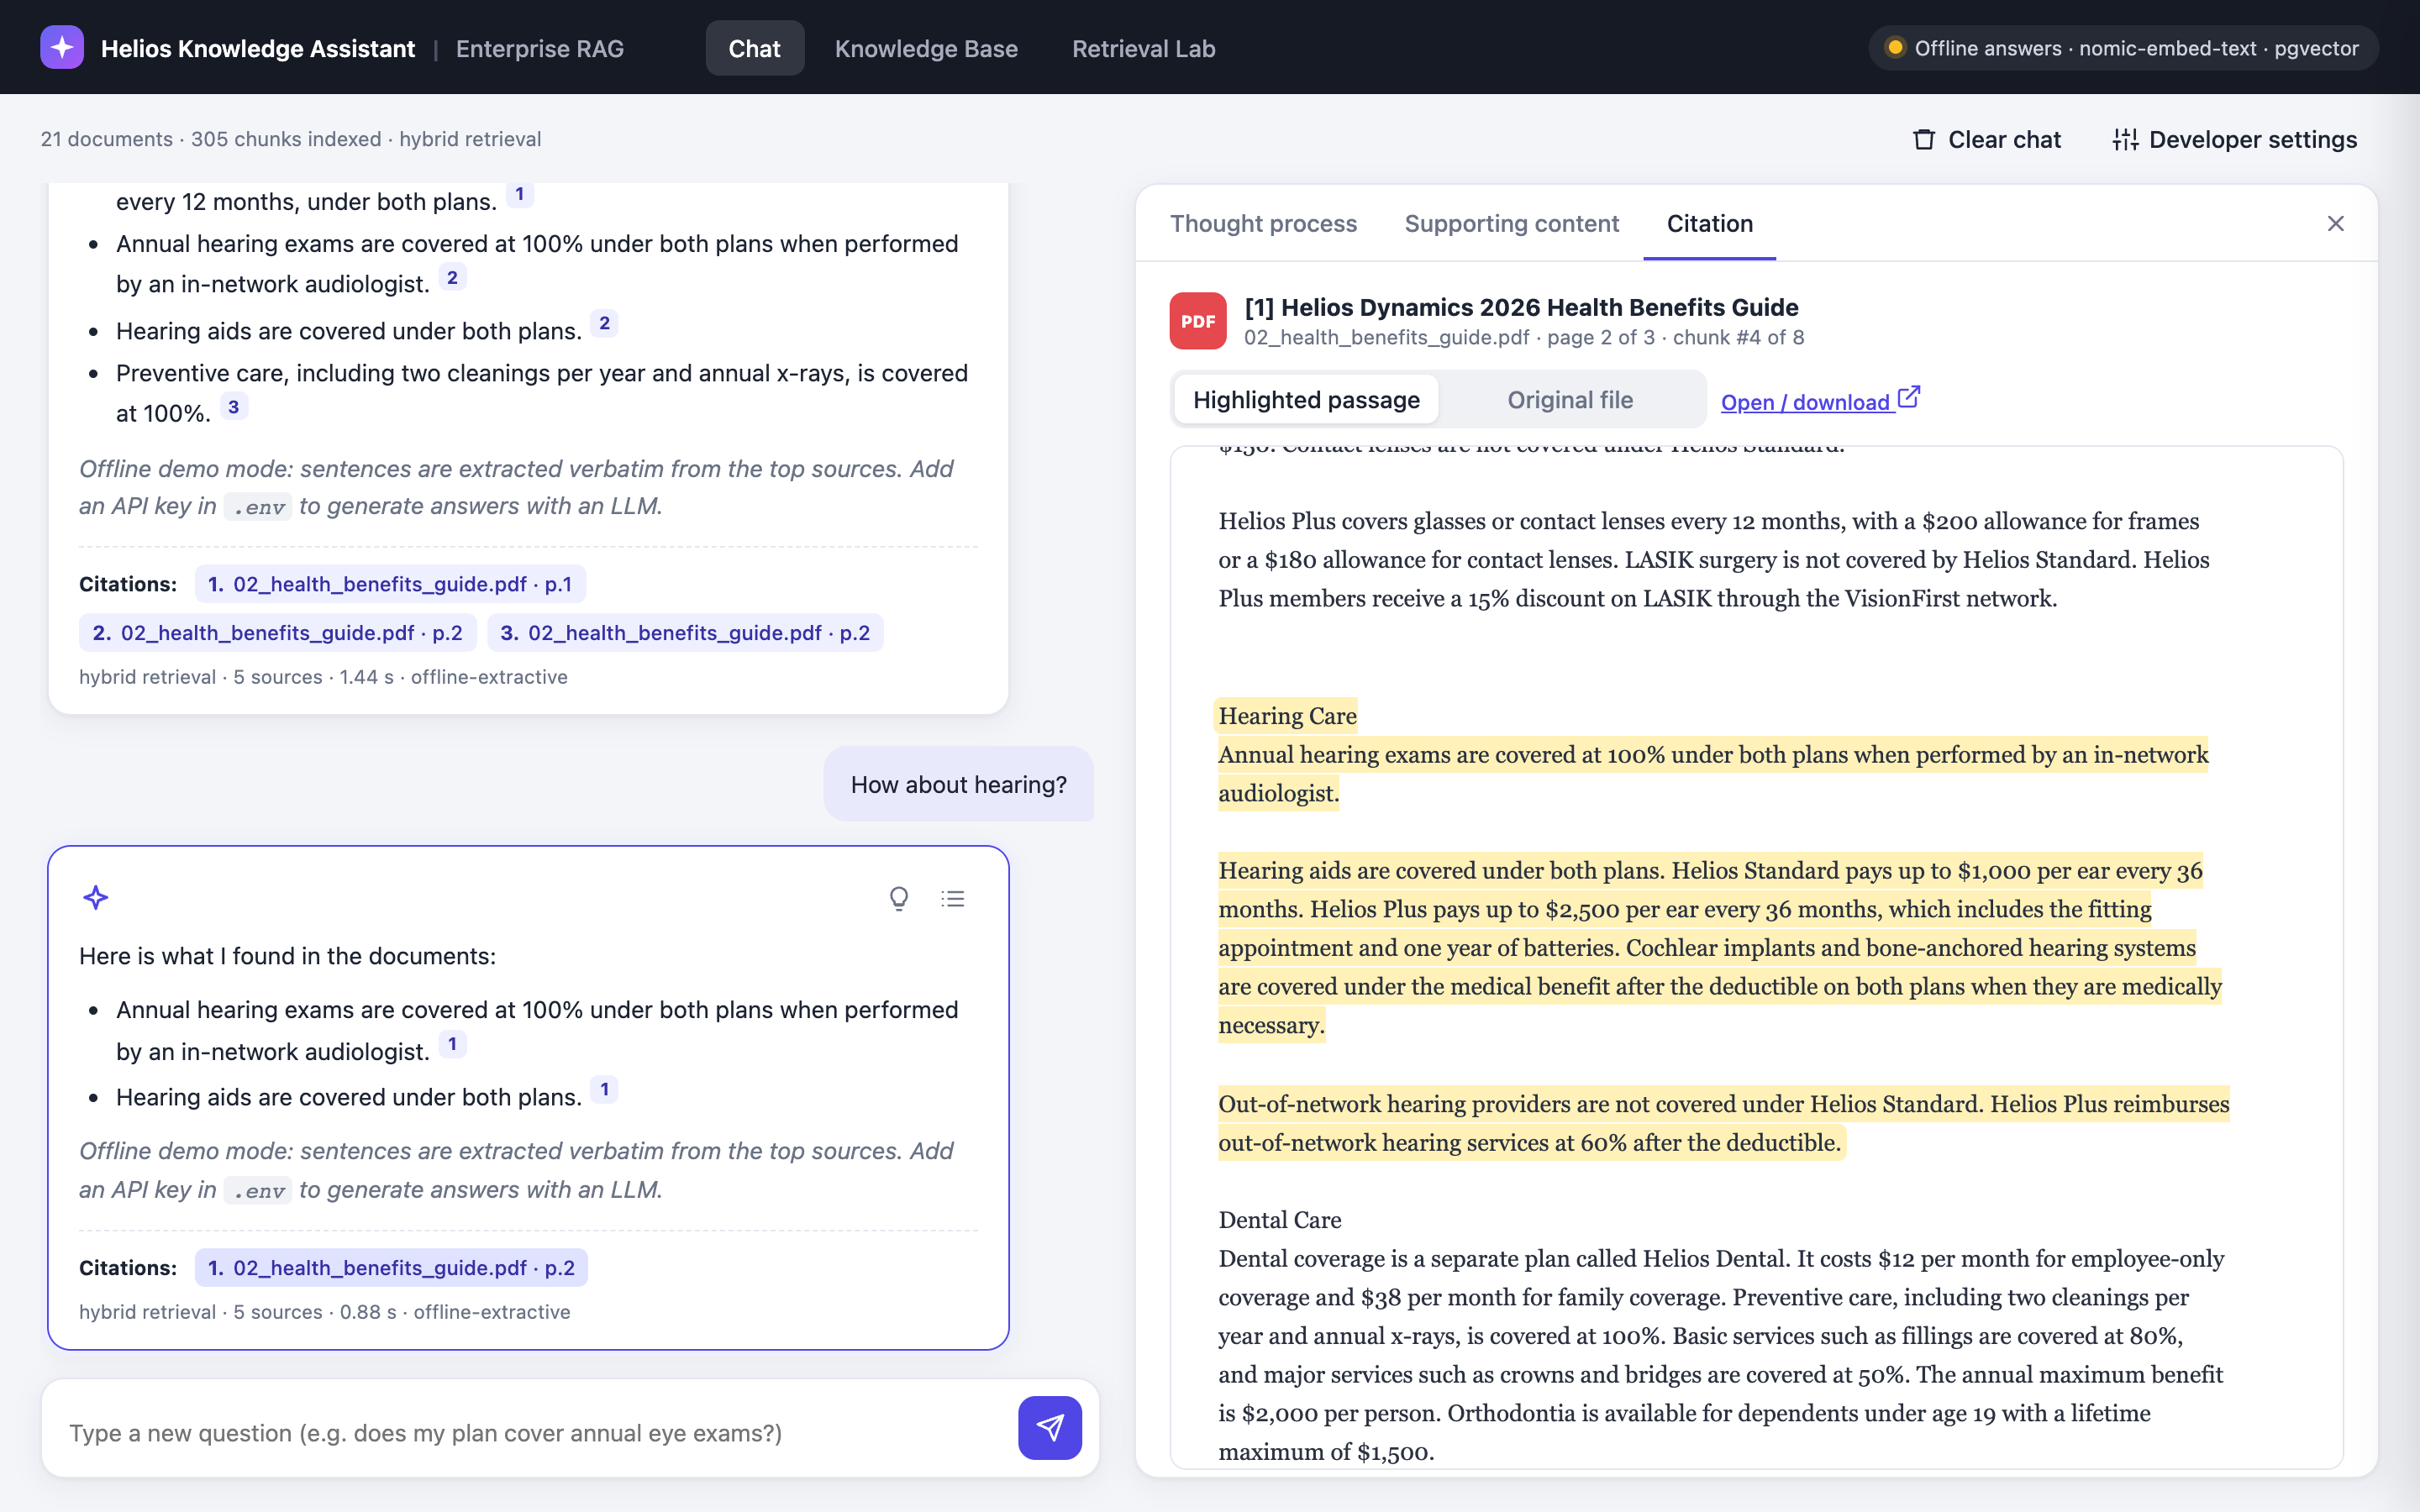 Helios Knowledge Assistant | Enterprise RAG
Chat
Knowledge Base
Retrieval Lab
Offline answers · nomic-embed-text · pgvector
21 documents · 305 chunks indexed · hybrid retrieval
Clear chat
Developer settings
every 12 months, under both plans. 1
• Annual hearing exams are covered at 100% under both plans when performed
by an in-network audiologist. 2
• Hearing aids are covered under both plans. 2
• Preventive care, including two cleanings per year and annual x-rays, is covered
at 100%. 3
Offline demo mode: sentences are extracted verbatim from the top sources. Add
an API key in .env to generate answers with an LLM.
Citations: 1. 02_health_benefits_guide.pdf · p.1
2. 02_health_benefits_guide.pdf · p.2 3. 02_health_benefits_guide.pdf · p.2
hybrid retrieval · 5 sources · 1.44 s · offline-extractive
How about hearing?
Here is what I found in the documents:
• Annual hearing exams are covered at 100% under both plans when performed
by an in-network audiologist. 1
• Hearing aids are covered under both plans. 1
Offline demo mode: sentences are extracted verbatim from the top sources. Add
an API key in .env to generate answers with an LLM.
Citations: 1. 02_health_benefits_guide.pdf · p.2
hybrid retrieval · 5 sources · 0.88 s · offline-extractive
Type a new question (e.g. does my plan cover annual eye exams?)
Thought process
Supporting content
Citation
PDF
[1] Helios Dynamics 2026 Health Benefits Guide
02_health_benefits_guide.pdf · page 2 of 3 · chunk #4 of 8
Highlighted passage
Original file
Open / download
$150. Contact lenses are not covered under Helios Standard.
Helios Plus covers glasses or contact lenses every 12 months, with a $200 allowance for frames
or a $180 allowance for contact lenses. LASIK surgery is not covered by Helios Standard. Helios
Plus members receive a 15% discount on LASIK through the VisionFirst network.
Hearing Care
Annual hearing exams are covered at 100% under both plans when performed by an in-network
audiologist.
Hearing aids are covered under both plans. Helios Standard pays up to $1,000 per ear every 36
months. Helios Plus pays up to $2,500 per ear every 36 months, which includes the fitting
appointment and one year of batteries. Cochlear implants and bone-anchored hearing systems
are covered under the medical benefit after the deductible on both plans when they are medically
necessary.
Out-of-network hearing providers are not covered under Helios Standard. Helios Plus reimburses
out-of-network hearing services at 60% after the deductible.
Dental Care
Dental coverage is a separate plan called Helios Dental. It costs $12 per month for employee-only
coverage and $38 per month for family coverage. Preventive care, including two cleanings per
year and annual x-rays, is covered at 100%. Basic services such as fillings are covered at 80%,
and major services such as crowns and bridges are covered at 50%. The annual maximum benefit
is $2,000 per person. Orthodontia is available for dependents under age 19 with a lifetime
maximum of $1,500.